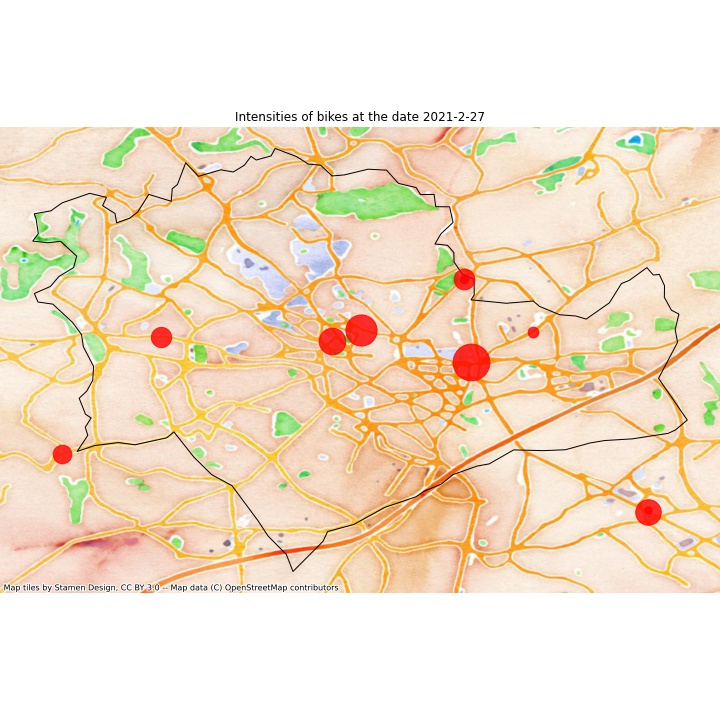 Intensities of bikes at the date 2021-2-27
Map tiles by Stamen Design, CC BY 3.0 -- Map data (C) OpenStreetMap contributors